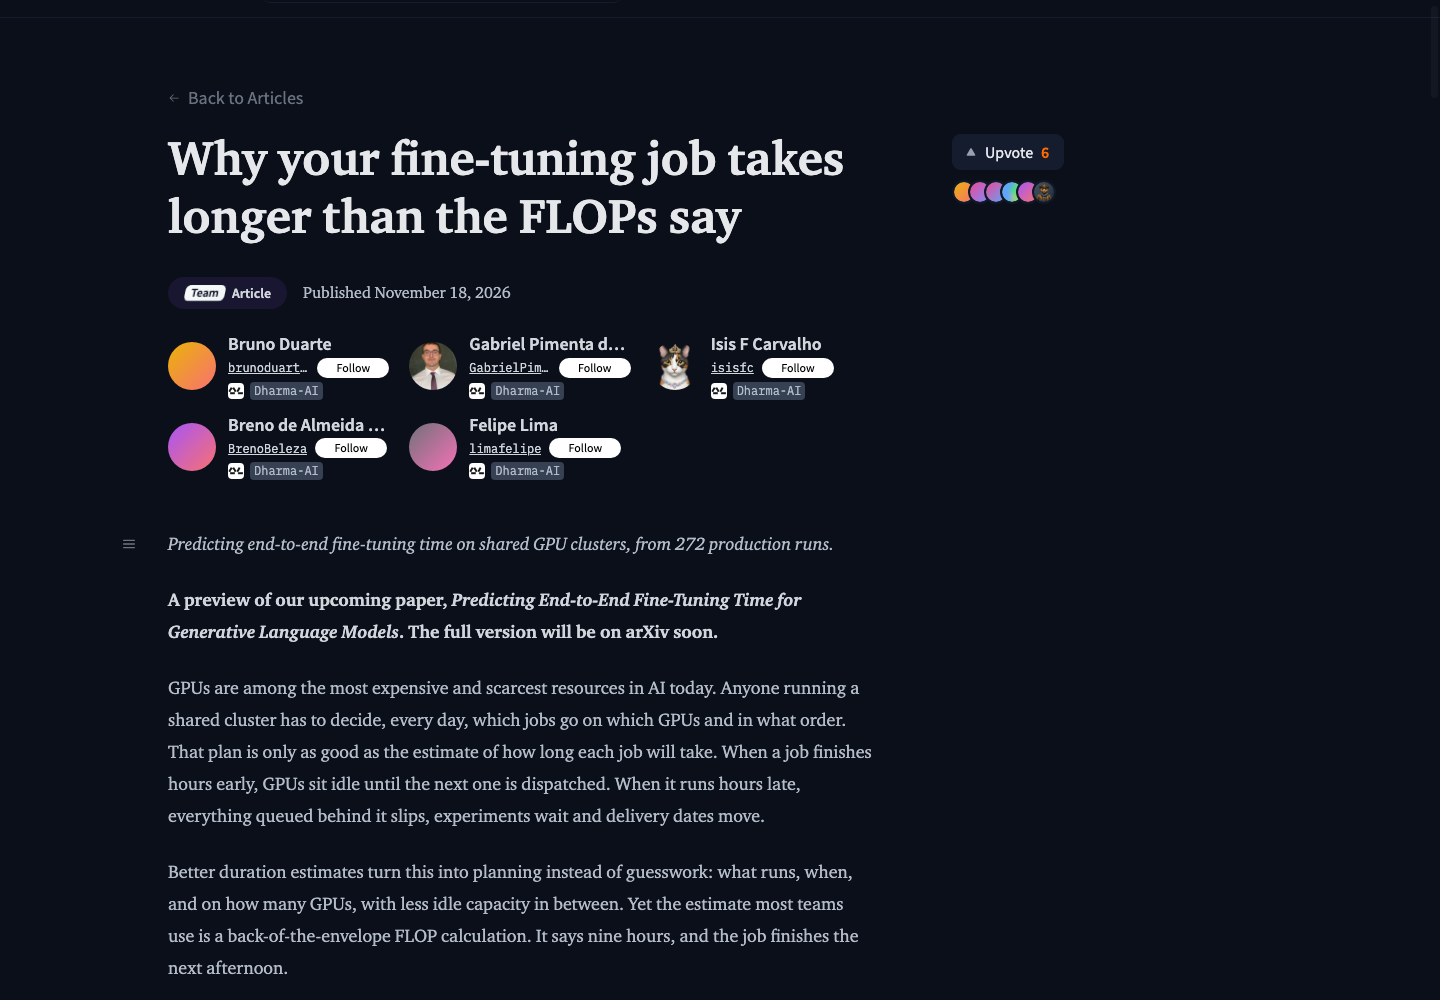 Back to Articles
Why your fine-tuning job takes
longer than the FLOPs say
Upvote 6
Team Article Published November 18, 2026
Bruno Duarte
brunoduart… Follow
Dharma-AI
Gabriel Pimenta d…
GabrielPim… Follow
Dharma-AI
Isis F Carvalho
isisfc Follow
Dharma-AI
Breno de Almeida …
BrenoBeleza Follow
Dharma-AI
Felipe Lima
limafelipe Follow
Dharma-AI
Predicting end-to-end fine-tuning time on shared GPU clusters, from 272 production runs.
A preview of our upcoming paper, Predicting End-to-End Fine-Tuning Time for
Generative Language Models. The full version will be on arXiv soon.
GPUs are among the most expensive and scarcest resources in AI today. Anyone running a
shared cluster has to decide, every day, which jobs go on which GPUs and in what order.
That plan is only as good as the estimate of how long each job will take. When a job finishes
hours early, GPUs sit idle until the next one is dispatched. When it runs hours late,
everything queued behind it slips, experiments wait and delivery dates move.
Better duration estimates turn this into planning instead of guesswork: what runs, when,
and on how many GPUs, with less idle capacity in between. Yet the estimate most teams
use is a back-of-the-envelope FLOP calculation. It says nine hours, and the job finishes the
next afternoon.